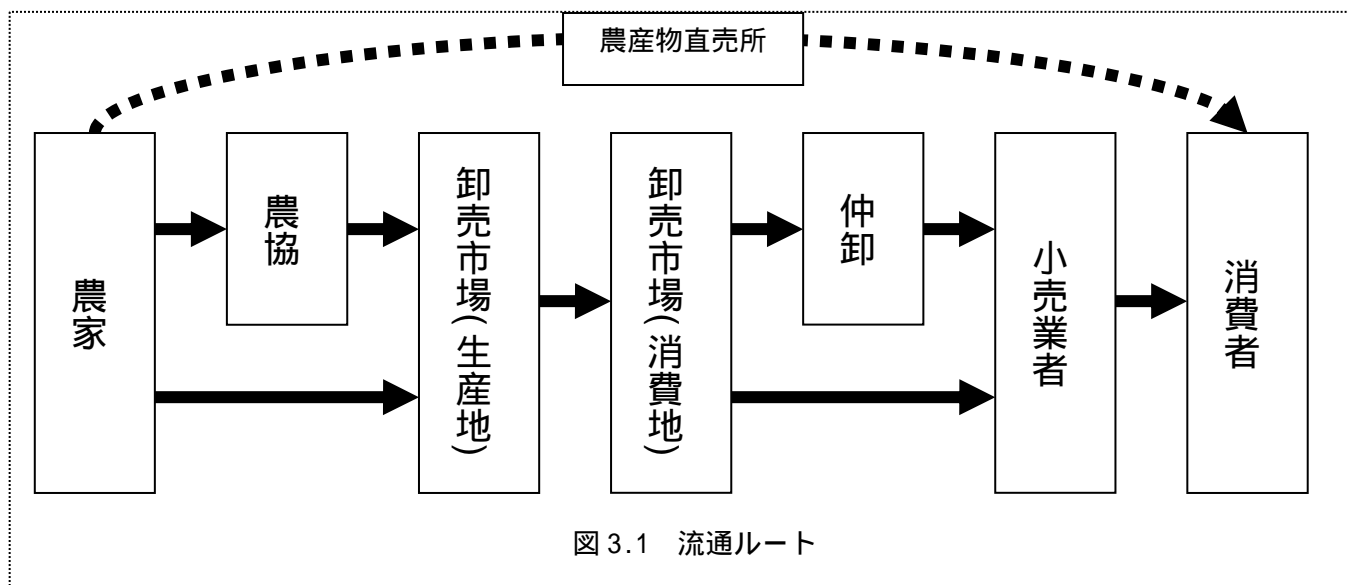 農産物直売所
農家
農協
卸売市場(生産地)
卸売市場(消費地)
仲卸
小売業者
消費者
図3.1 流通ルート